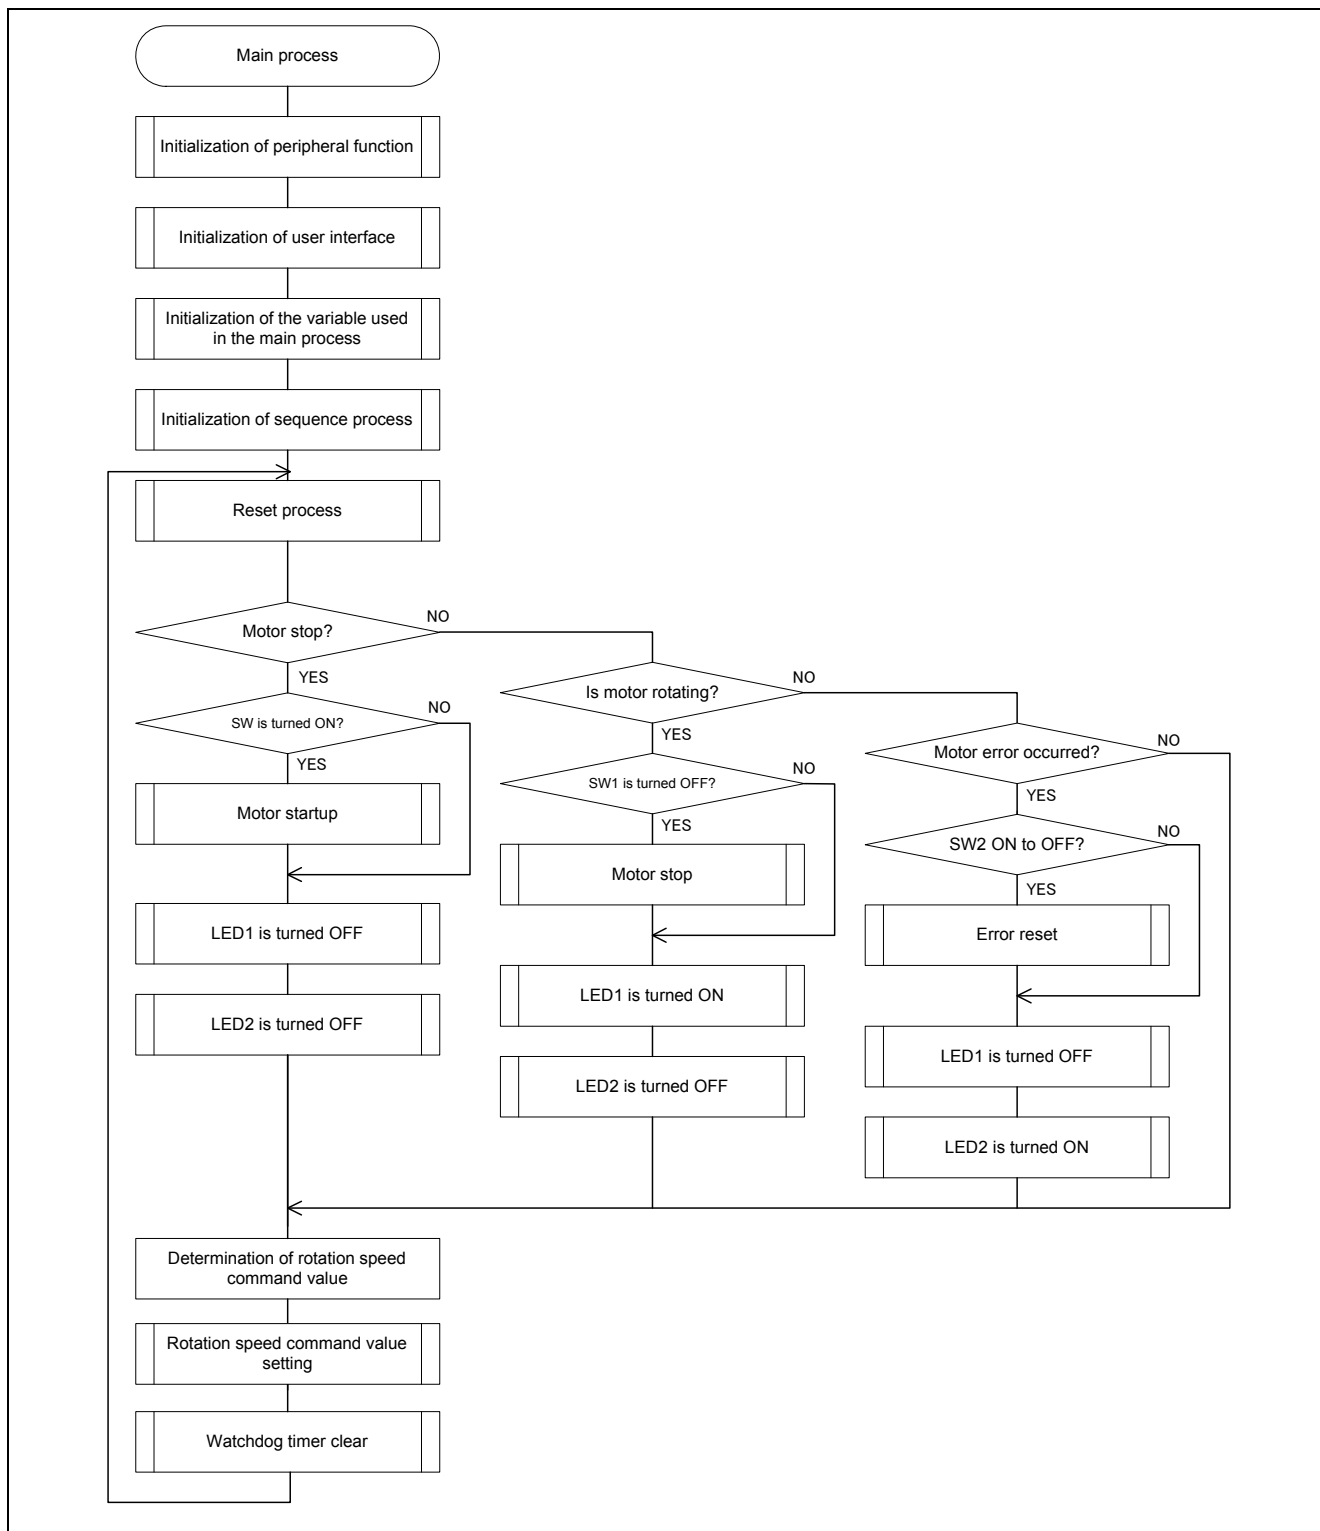 Main process
Initialization of peripheral function
Initialization of user interface
Initialization of the variable used
in the main process
Initialization of sequence process
Reset process
Motor stop?
NO
YES
SW is turned ON?
NO
YES
Motor startup
LED1 is turned OFF
LED2 is turned OFF
Is motor rotating?
NO
YES
SW1 is turned OFF?
NO
YES
Motor stop
LED1 is turned ON
LED2 is turned OFF
Motor error occurred?
NO
YES
SW2 ON to OFF?
NO
YES
Error reset
LED1 is turned OFF
LED2 is turned ON
Determination of rotation speed
command value
Rotation speed command value
setting
Watchdog timer clear